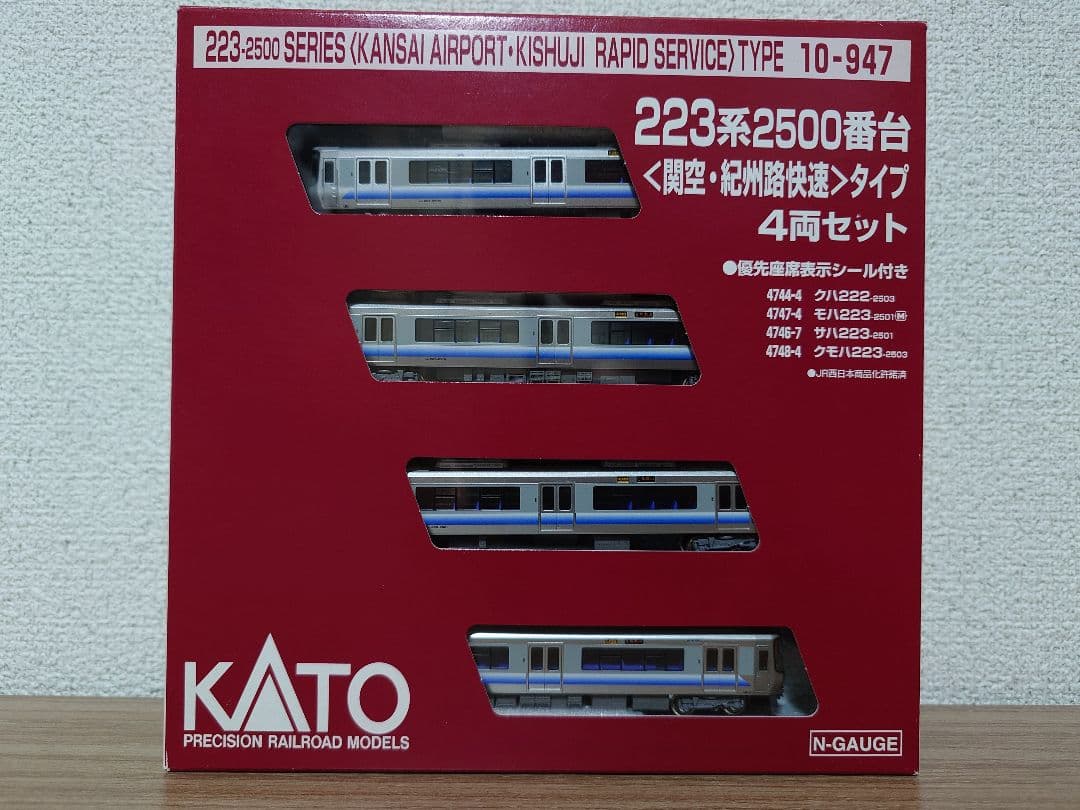 223-2500 SERIES〈KANSAI AIRPORT・KISHUJI RAPID SERVICE〉TYPE 10-947
223系2500番台
〈関空・紀州路快速〉タイプ
4両セット
●優先座席表示シール付き
4744-4 クハ222-2503
4747-4 モハ223-2501Ⓜ
4746-7 サハ223-2501
4748-4 クモハ223-2503
●JR西日本商品化許諾済
KATO
PRECISION RAILROAD MODELS
N-GAUGE